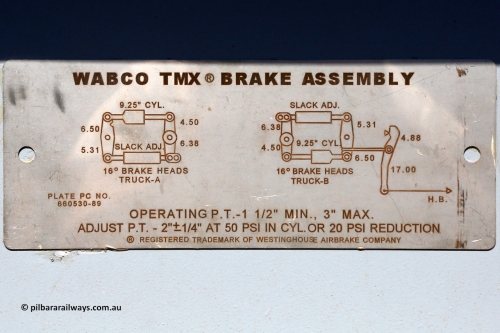 WABCO TMX® BRAKE ASSEMBLY
9.25" CYL.
6.50
4.50
5.31
6.38
SLACK ADJ.
16° BRAKE HEADS
TRUCK-A
SLACK ADJ.
6.38
5.31
4.88
4.50
9.25" CYL.
6.50
17.00
16° BRAKE HEADS
TRUCK-B
H.B.
PLATE PC NO.
660530-89
OPERATING P.T.-1 1/2" MIN., 3" MAX.
ADJUST P.T. - 2"±1/4" AT 50 PSI IN CYL. OR 20 PSI REDUCTION
® REGISTERED TRADEMARK OF WESTINGHOUSE AIRBRAKE COMPANY
© pilbararailways.com.au